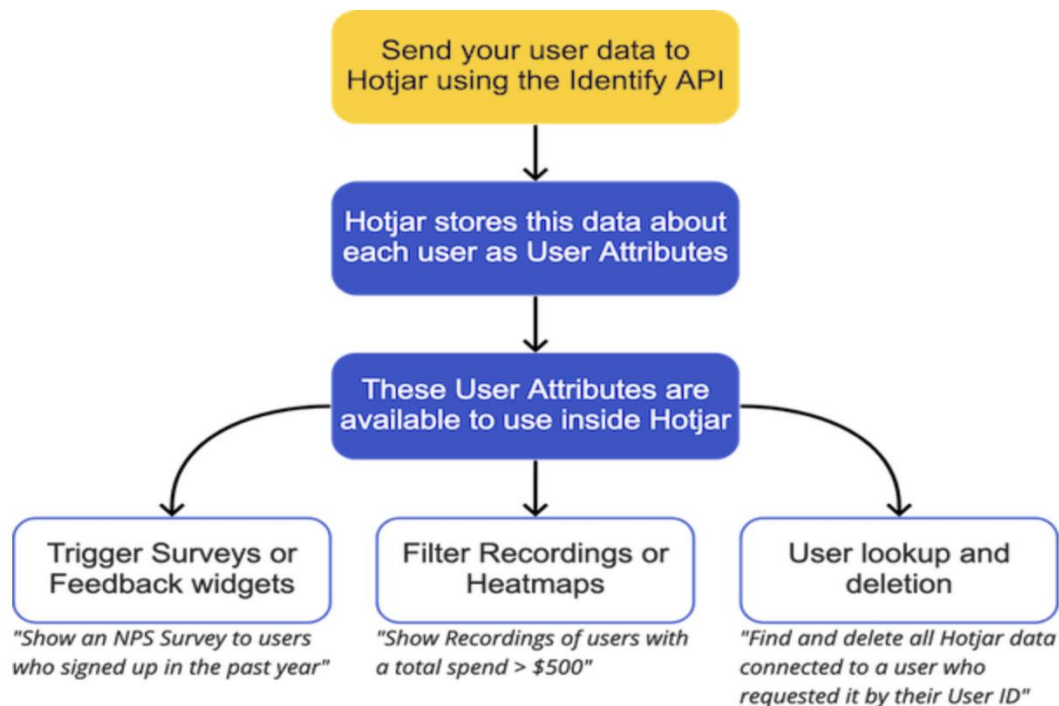 Send your user data to
Hotjar using the Identify API
Hotjar stores this data about
each user as User Attributes
These User Attributes are
available to use inside Hotjar
Trigger Surveys or
Feedback widgets
"Show an NPS Survey to users
who signed up in the past year"
Filter Recordings or
Heatmaps
"Show Recordings of users with
a total spend > $500"
User lookup and
deletion
"Find and delete all Hotjar data
connected to a user who
requested it by their User ID"